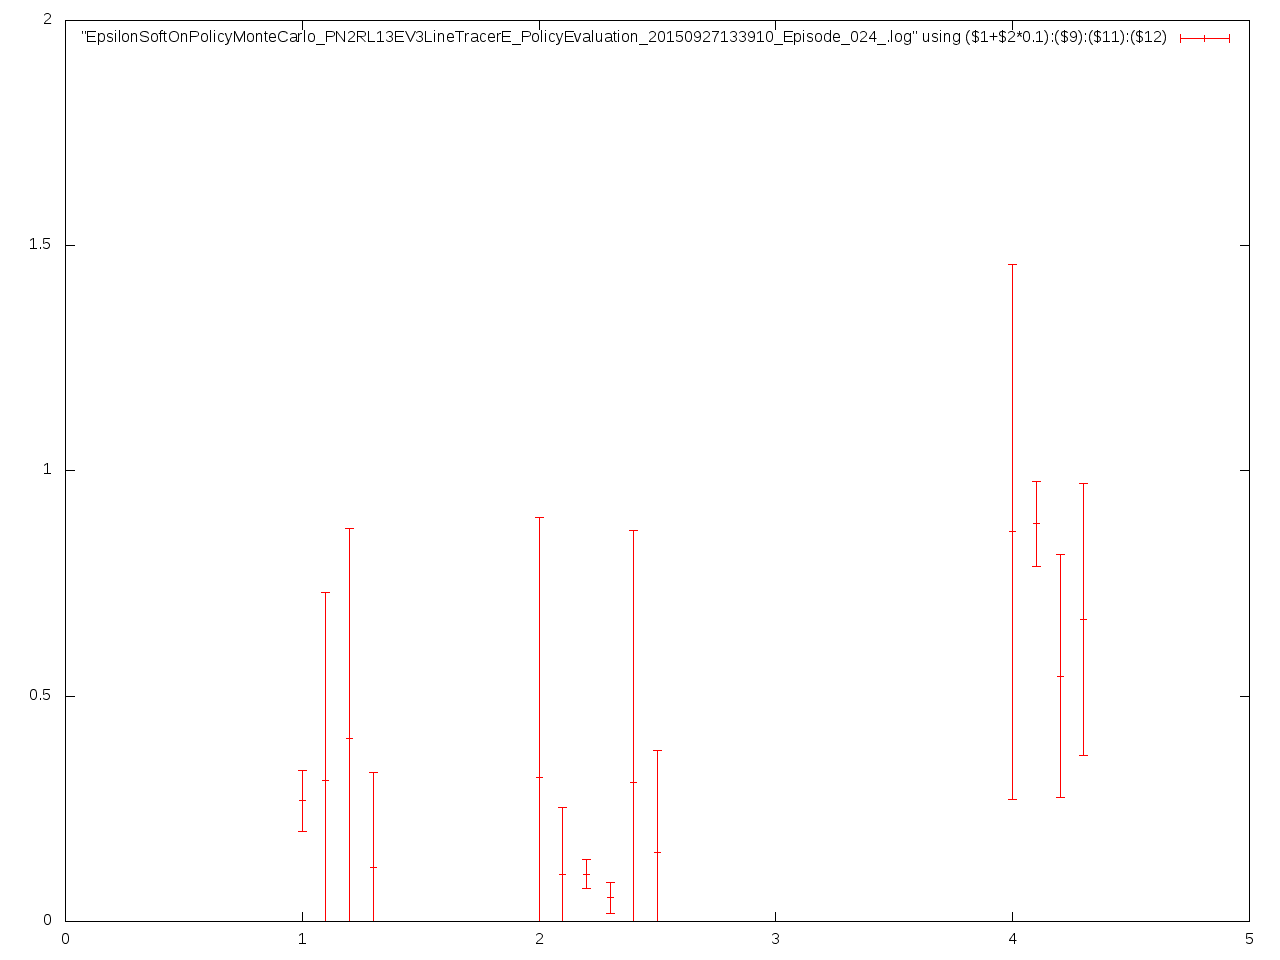 2
"EpsilonSoftOnPolicyMonteCarlo_PN2RL13EV3LineTracerE_PolicyEvaluation_20150927133910_Episode_024_.log" using ($1+$2*0.1):($9):($11):($12)
1.5
1
0.5
0
0 1 2 3 4 5